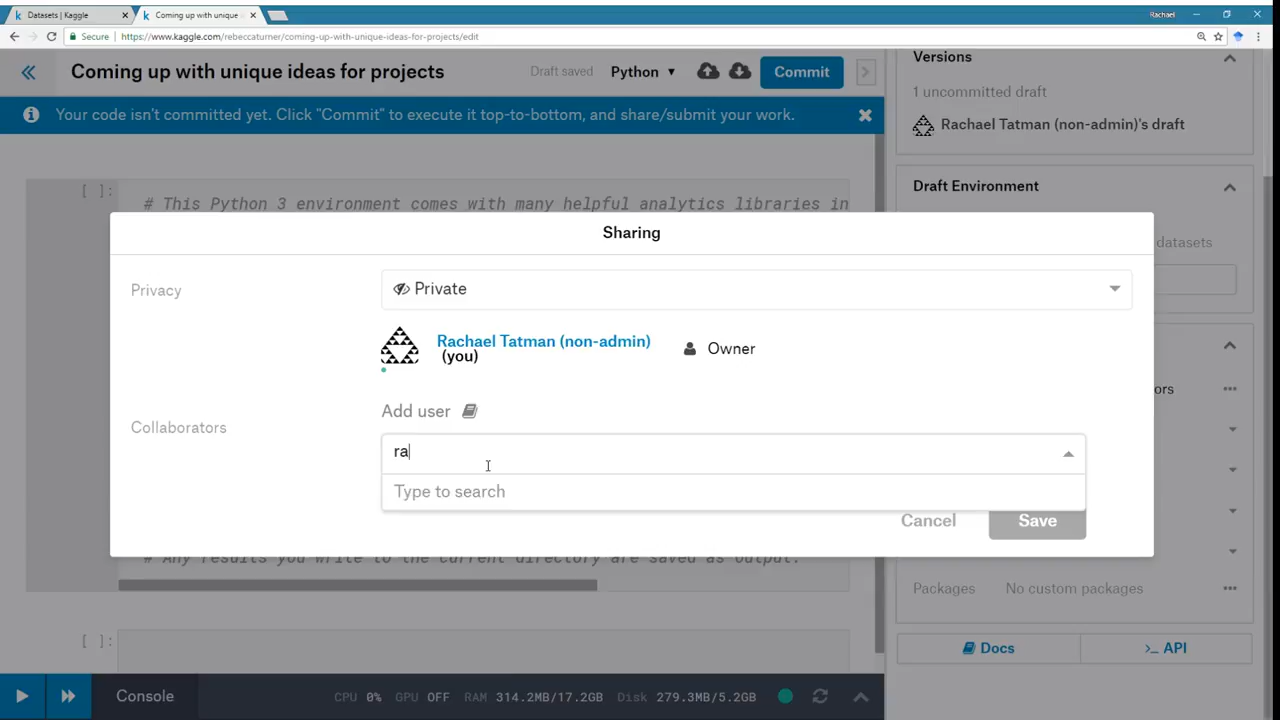 Datasets | Kaggle
Coming up with unique
Rachael
Secure
https://www.kaggle.com/rebeccaturner/coming-up-with-unique-ideas-for-projects/edit
Coming up with unique ideas for projects
Draft saved
Python
Commit
Your code isn't committed yet. Click "Commit" to execute it top-to-bottom, and share/submit your work.
[ ]:
# This Python 3 environment comes with many helpful analytics libraries in
Sharing
Privacy
Private
Rachael Tatman (non-admin)
(you)
Owner
Collaborators
Add user
ra
Type to search
Cancel
Save
# Any results you write to the current directory are saved as output.
[ ]:
Console
CPU 0% GPU OFF RAM 314.2MB/17.2GB Disk 279.3MB/5.2GB
Versions
1 uncommitted draft
Rachael Tatman (non-admin)'s draft
Draft Environment
datasets
ors
Packages
No custom packages
Docs
>_ API